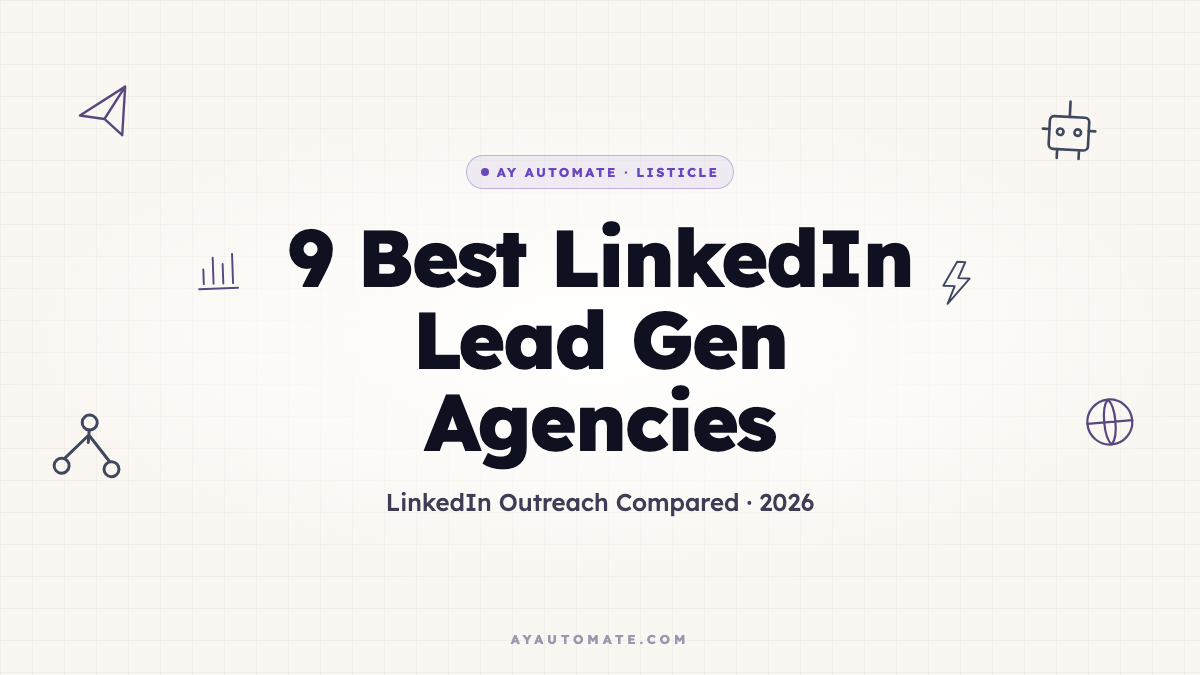 AY AUTOMATE · LISTICLE
9 Best LinkedIn
Lead Gen
Agencies
LinkedIn Outreach Compared · 2026
AYAUTOMATE.COM